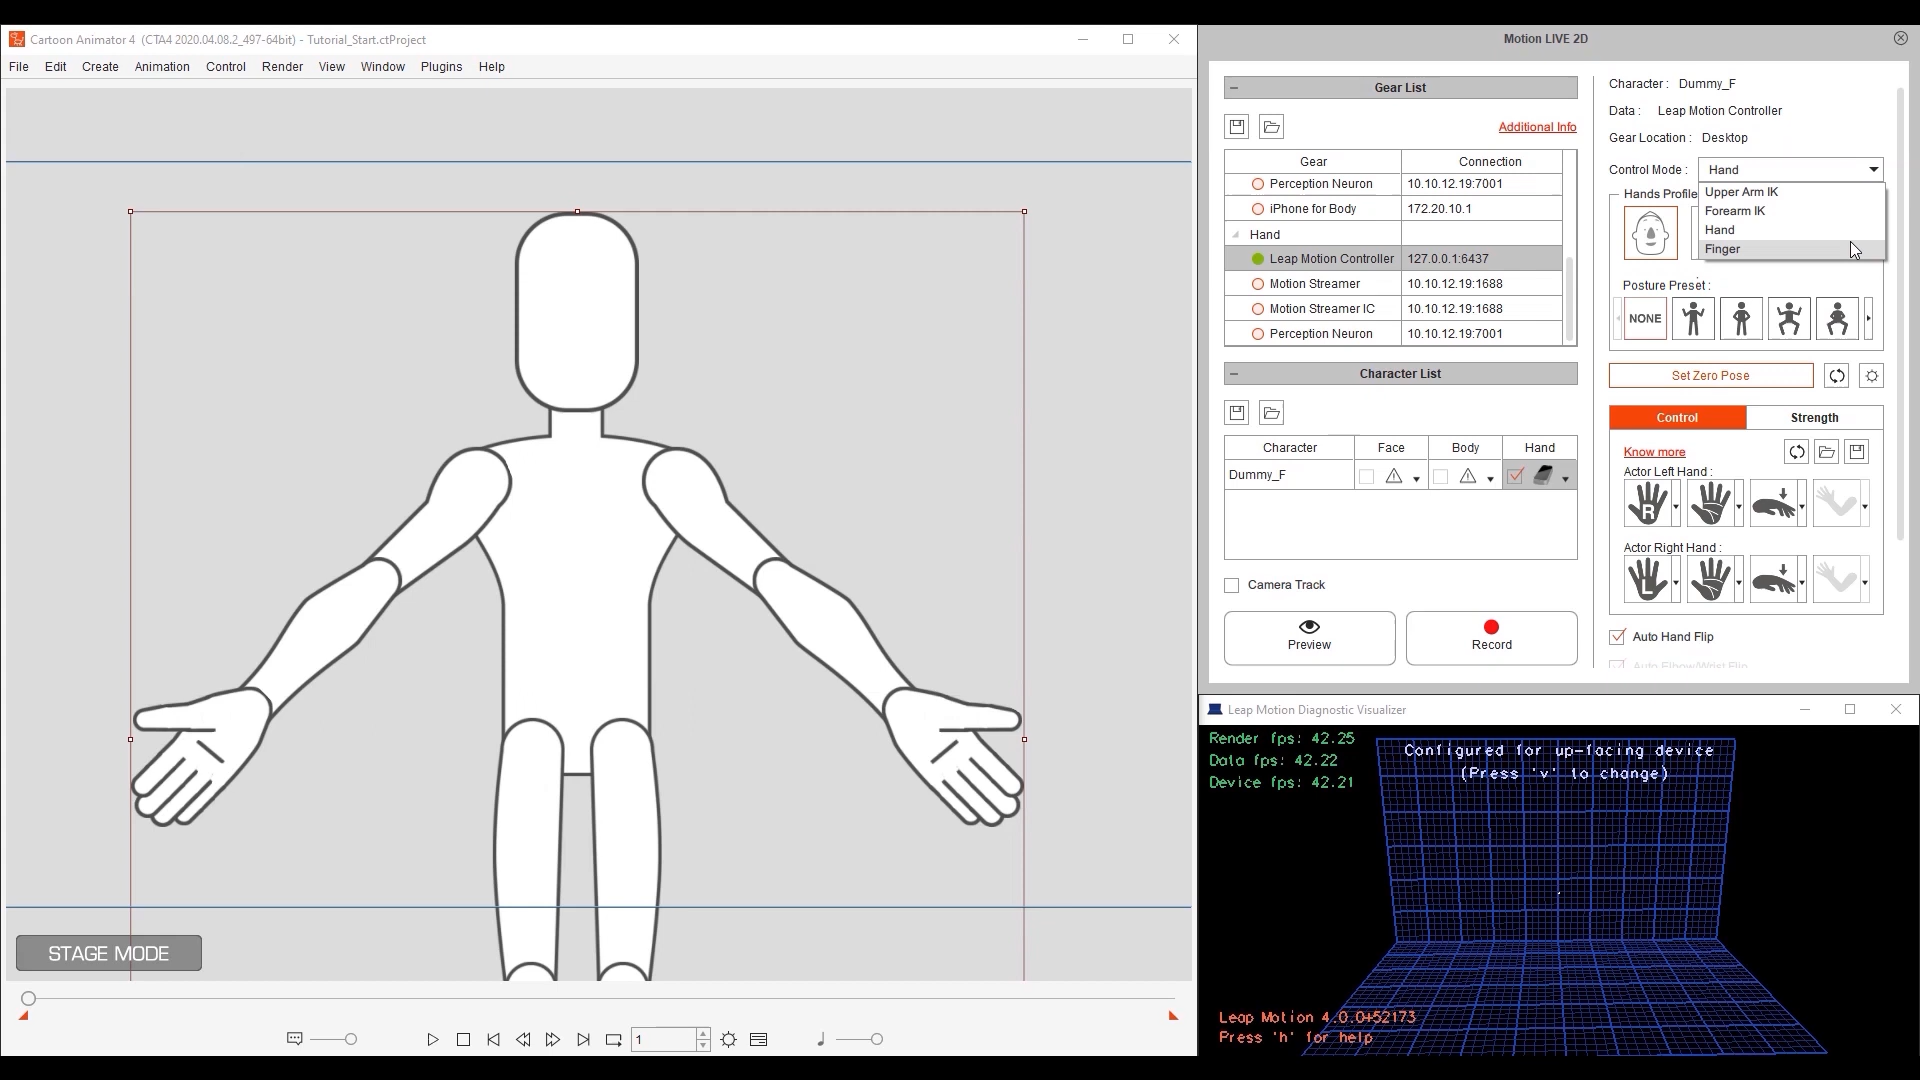 Cartoon Animator 4 (CTA4 2020.04.08.2_497-64bit) - Tutorial_Start.ctProject
File Edit Create Animation Control Render View Window Plugins Help
STAGE MODE
1
Motion LIVE 2D
Gear List
Additional Info
Gear Connection
Perception Neuron 10.10.12.19:7001
iPhone for Body 172.20.10.1
Hand
Leap Motion Controller 127.0.0.1:6437
Motion Streamer 10.10.12.19:1688
Motion Streamer IC 10.10.12.19:1688
Perception Neuron 10.10.12.19:7001
Character List
Character Face Body Hand
Dummy_F
Camera Track
Preview Record
Character : Dummy_F
Data : Leap Motion Controller
Gear Location : Desktop
Control Mode : Hand
Upper Arm IK
Forearm IK
Hand
Finger
Hands Profile
Posture Preset :
NONE
Set Zero Pose
Control Strength
Know more
Actor Left Hand :
R
Actor Right Hand :
L
Auto Hand Flip
Auto Elbow/Wrist Flip
Leap Motion Diagnostic Visualizer
Render fps: 42.25
Data fps: 42.22
Device fps: 42.21
Configured for up-facing device
(Press 'v' to change)
Leap Motion 4.0.0+52173
Press 'h' for help